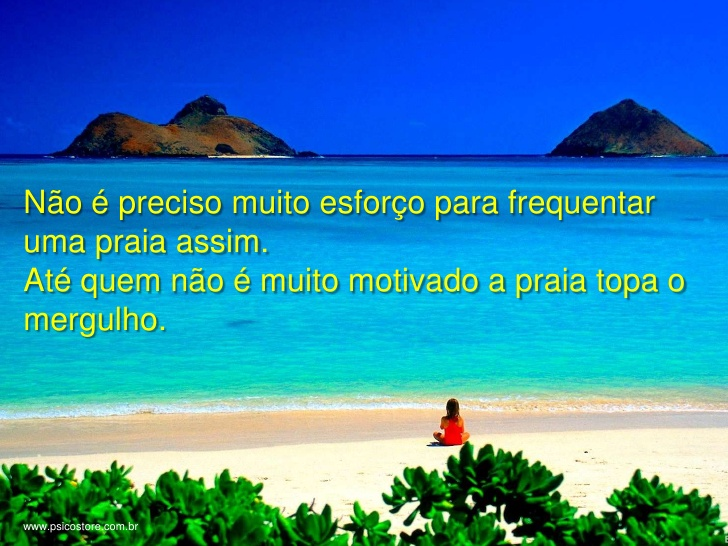 Não é preciso muito esforço para frequentar
uma praia assim.
Até quem não é muito motivado a praia topa o
mergulho.
www.psicostore.com.br